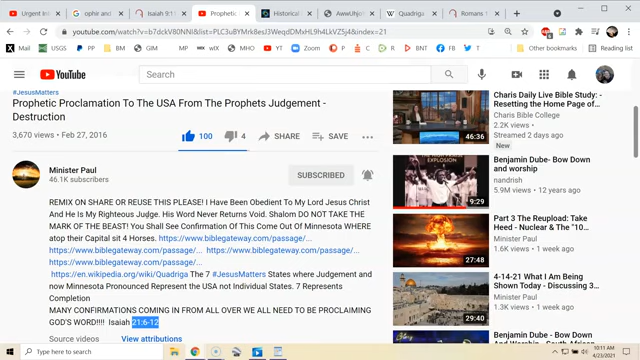 Urgent Inf
ophir and
Isaiah 9:11
Prophetic
Historical
AwwUhjor
Quadriga
Romans 1
youtube.com/watch?v=b7dckV80NNI&list=PLC3uBYMrk8esJ3WeqdDMxHL9h4LkVZ5j4&index=21
Mail
USGS
PP
GP
MP
YT
Zoom
P
R
BNT
FB
MF
BT
Other bookmarks
Reading list
YouTube
Search
#JesusMatters
Prophetic Proclamation To The USA From The Prophets Judgement -
Destruction
3,670 views • Feb 27, 2016
100
4
SHARE
SAVE
Minister Paul
46.1K subscribers
SUBSCRIBED
REMIX ON SHARE OR REUSE THIS PLEASE! I Have Been Obedient To My Lord Jesus Christ
And He Is My Righteous Judge. His Word Never Returns Void. Shalom DO NOT TAKE THE
MARK OF THE BEAST! You Shall See Confirmation Of This Come Out Of Minnesota WHERE
atop their Capital sit 4 Horses. https://www.biblegateway.com/passage/...
https://www.biblegateway.com/passage/... https://www.biblegateway.com/passage/...
https://www.biblegateway.com/passage/...
https://en.wikipedia.org/wiki/Quadriga The 7 #JesusMatters States where Judgement and
now Minnesota Pronounced Represent the USA not Individual States. 7 Represents
Completion
MANY CONFIRMATIONS COMING IN FROM ALL OVER WE ALL NEED TO BE PROCLAIMING
GOD'S WORD!!!! Isaiah 21:6-12
Source videos
View attributions
Charis Daily Live Bible Study:
Resetting the Home Page of...
Charis Bible College
2.2K views •
Streamed 2 days ago
New
46:36
Benjamin Dube- Bow Down
and worship
nandrish
5.9M views • 12 years ago
PRAISE
EXPLOSION
9:29
Part 3 The Reupload: Take
Heed - Nuclear & The "10...
Minister Paul
1.6K views • 1 week ago
27:48
4-14-21 What I Am Being
Shown Today - Discussing 3...
Minister Paul
1.3K views • 1 week ago
29:40
Benjamin Dube - Bow Down
Type here to search
10:11 AM
4/23/2021